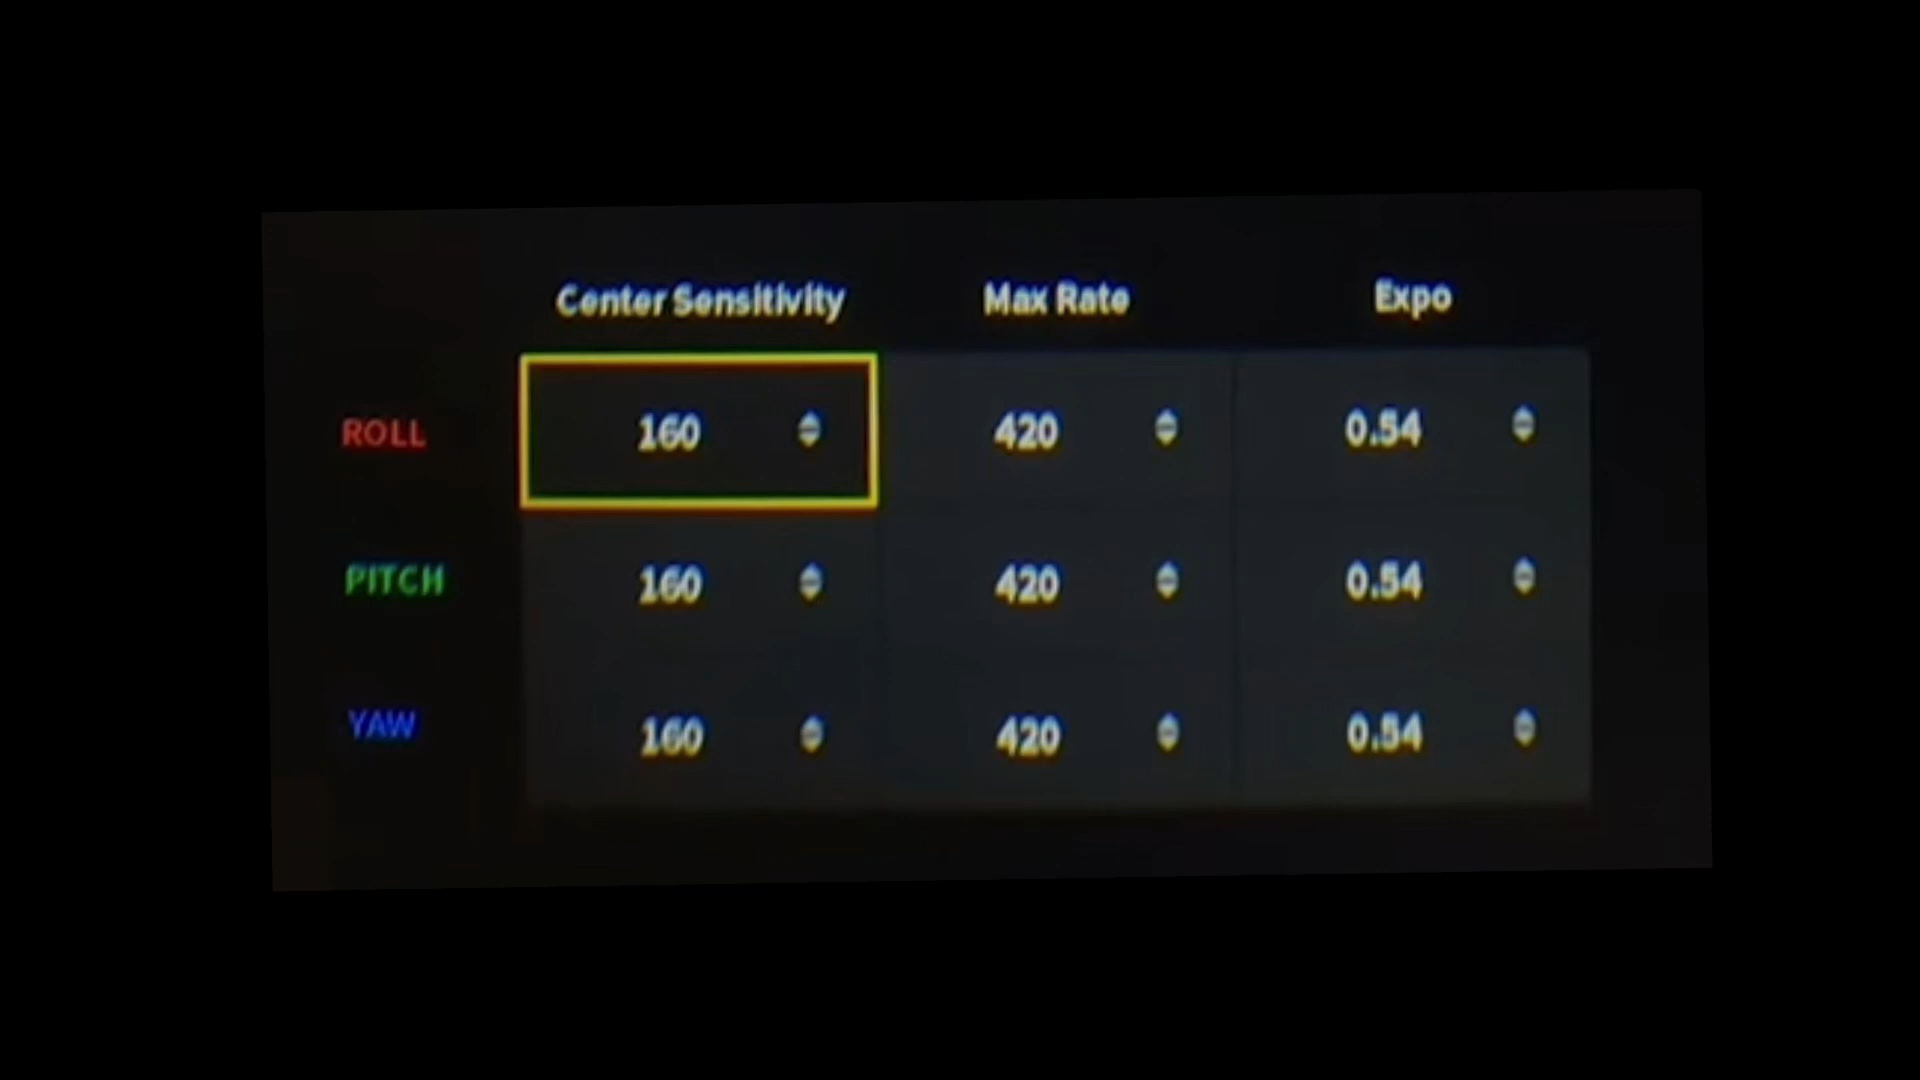 Center Sensitivity Max Rate Expo
ROLL 160 420 0.54
PITCH 160 420 0.54
YAW 160 420 0.54